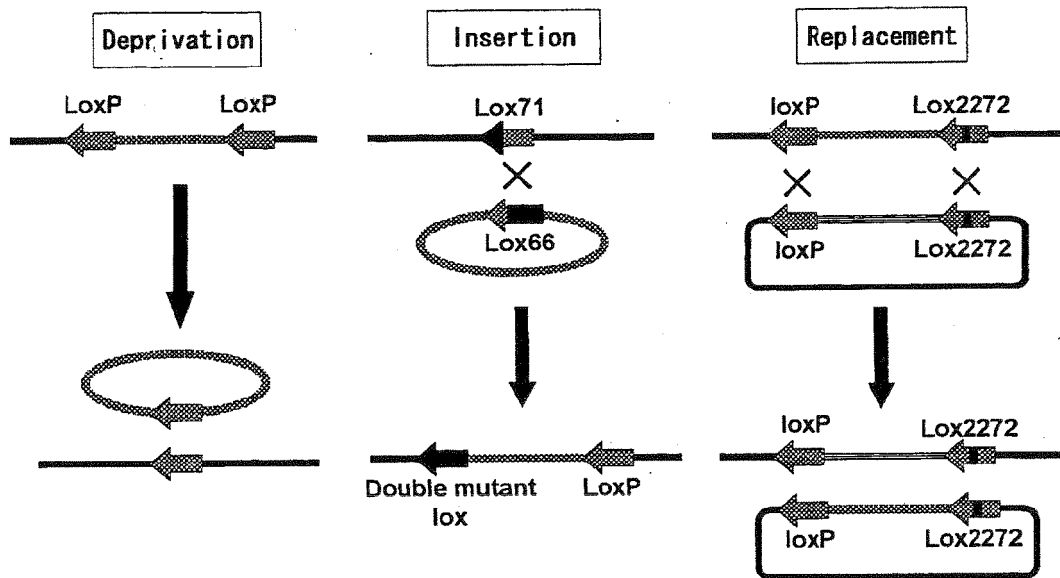 Deprivation
Insertion
Replacement
LoxP
LoxP
Lox71
Lox66
loxP
Lox2272
loxP
Lox2272
Double mutant
lox
LoxP
loxP
Lox2272
loxP
Lox2272